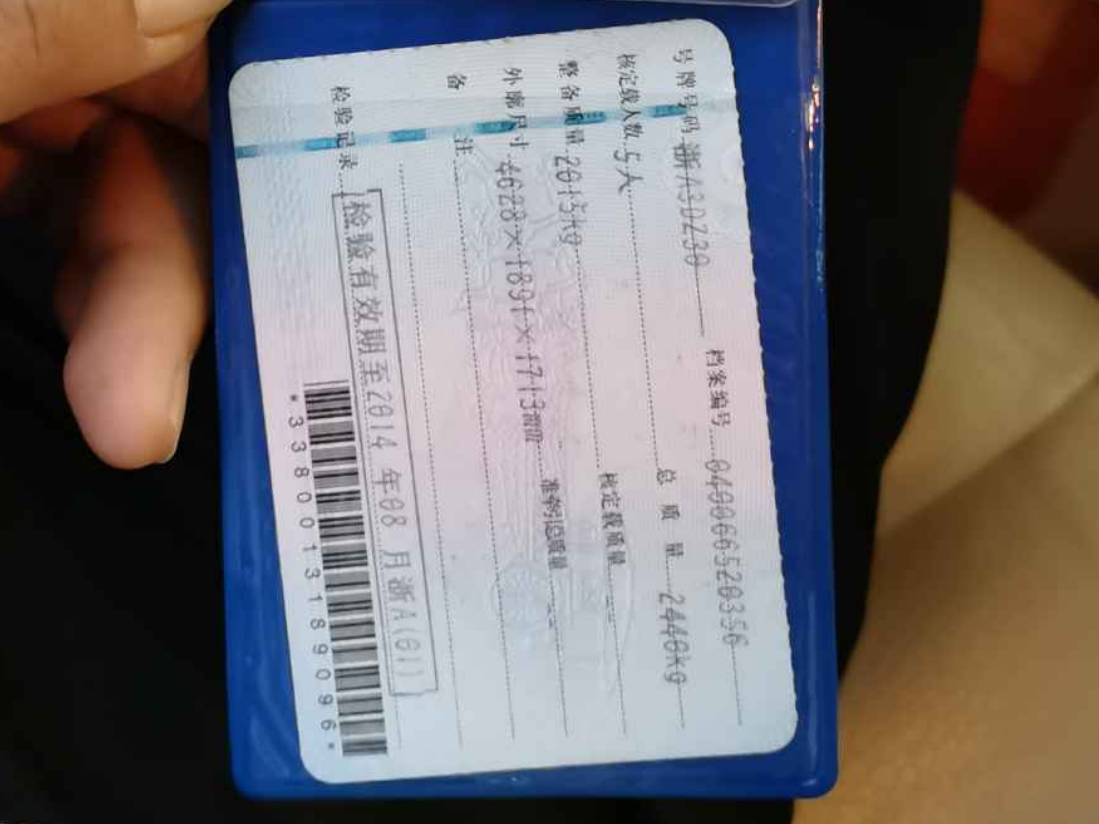 号牌号码 浙A3DZ30 档案编号 040006520356
核定载人数 5人 总质量 2440kg
整备质量 2015kg 核定载质量 --
外廓尺寸 4628×1891×1713mm 准牵引总质量 --
备注
检验记录 检验有效期至2014年08月浙A(01)
*3380013189096*